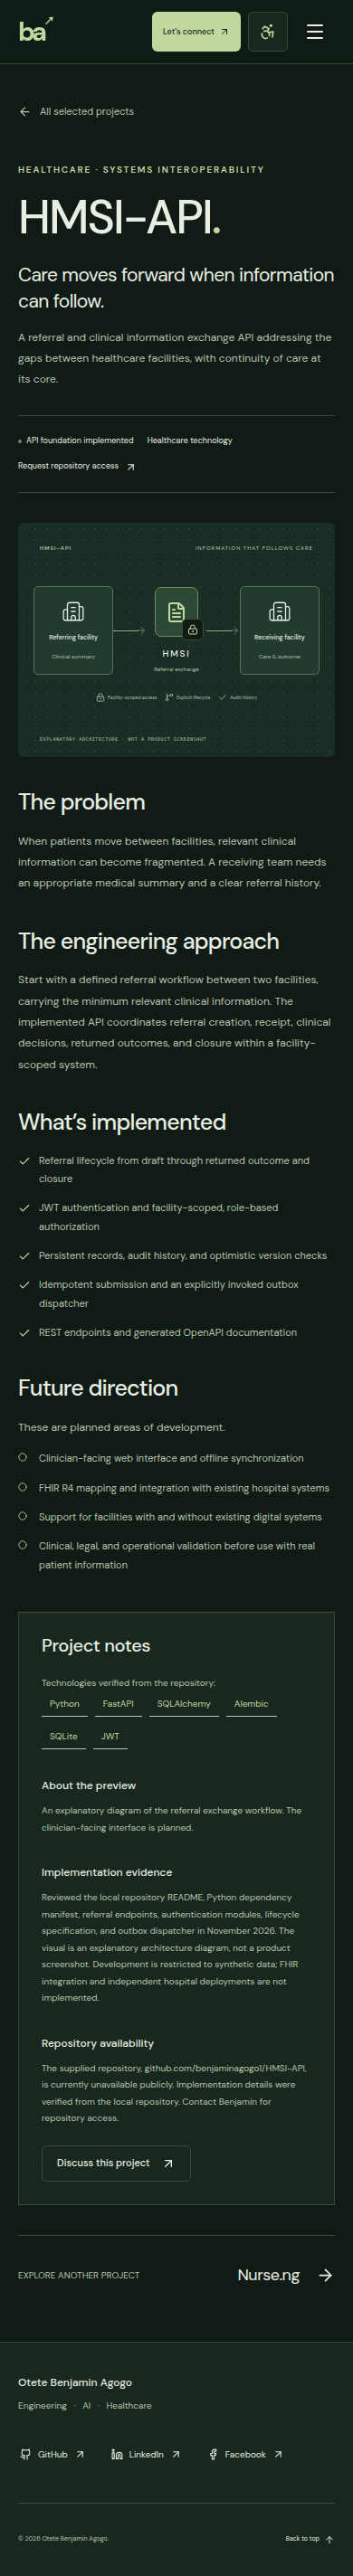 ba
Let's connect
All selected projects
HEALTHCARE · SYSTEMS INTEROPERABILITY
HMSI-API.
Care moves forward when information
can follow.
A referral and clinical information exchange API addressing the
gaps between healthcare facilities, with continuity of care at
its core.
API foundation implemented Healthcare technology
Request repository access
HMSI-API INFORMATION THAT FOLLOWS CARE
Referring facility
Clinical summary
HMSI
Referral exchange
Receiving facility
Care & outcome
Facility-scoped access Explicit lifecycle Audit history
EXPLANATORY ARCHITECTURE · NOT A PRODUCT SCREENSHOT
The problem
When patients move between facilities, relevant clinical
information can become fragmented. A receiving team needs
an appropriate medical summary and a clear referral history.
The engineering approach
Start with a defined referral workflow between two facilities,
carrying the minimum relevant clinical information. The
implemented API coordinates referral creation, receipt, clinical
decisions, returned outcomes, and closure within a facility-
scoped system.
What's implemented
Referral lifecycle from draft through returned outcome and
closure
JWT authentication and facility-scoped, role-based
authorization
Persistent records, audit history, and optimistic version checks
Idempotent submission and an explicitly invoked outbox
dispatcher
REST endpoints and generated OpenAPI documentation
Future direction
These are planned areas of development.
Clinician-facing web interface and offline synchronization
FHIR R4 mapping and integration with existing hospital systems
Support for facilities with and without existing digital systems
Clinical, legal, and operational validation before use with real
patient information
Project notes
Technologies verified from the repository:
Python FastAPI SQLAlchemy Alembic
SQLite JWT
About the preview
An explanatory diagram of the referral exchange workflow. The
clinician-facing interface is planned.
Implementation evidence
Reviewed the local repository README, Python dependency
manifest, referral endpoints, authentication modules, lifecycle
specification, and outbox dispatcher in November 2026. The
visual is an explanatory architecture diagram, not a product
screenshot. Development is restricted to synthetic data; FHIR
integration and independent hospital deployments are not
implemented.
Repository availability
The supplied repository, github.com/benjaminagogo1/HMSI-API,
is currently unavailable publicly. Implementation details were
verified from the local repository. Contact Benjamin for
repository access.
Discuss this project
EXPLORE ANOTHER PROJECT Nurse.ng
Otete Benjamin Agogo
Engineering · AI · Healthcare
GitHub LinkedIn Facebook
© 2026 Otete Benjamin Agogo. Back to top